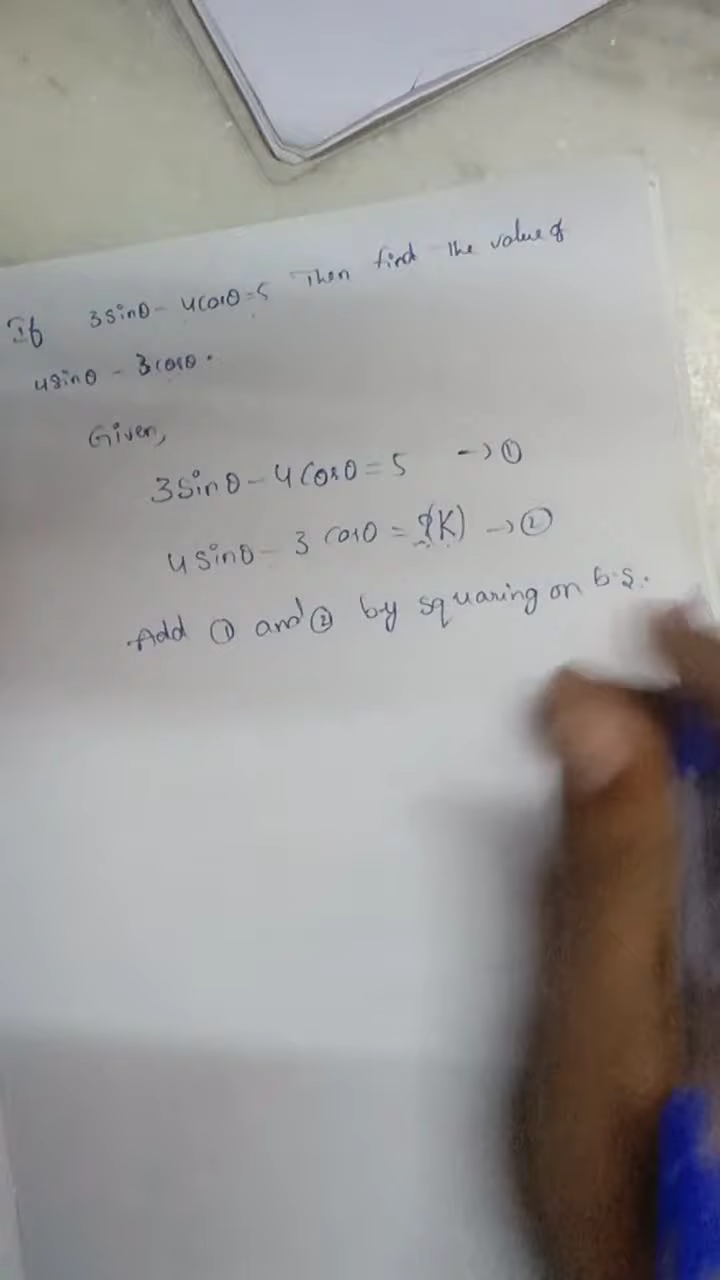 If 3sinθ - 4cosθ=5 Then find the value of
4sinθ - 3cosθ.
Given,
3sinθ - 4cosθ = 5 → ①
4sinθ - 3cosθ = ?(K) → ②
Add ① and ② by squaring on b.s.